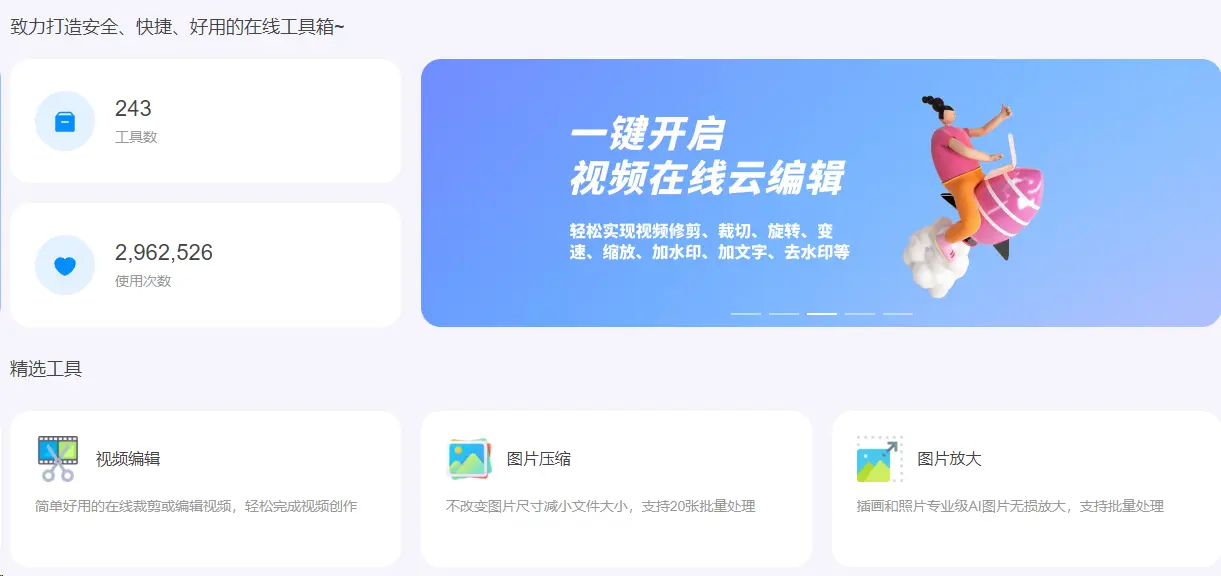 致力打造安全、快捷、好用的在线工具箱~
243
工具数
2,962,526
使用次数
一键开启
视频在线云编辑
轻松实现视频修剪、裁切、旋转、变
速、缩放、加水印、加文字、去水印等
精选工具
视频编辑
简单好用的在线裁剪或编辑视频，轻松完成视频创作
图片压缩
不改变图片尺寸减小文件大小，支持20张批量处理
图片放大
插画和照片专业级AI图片无损放大，支持批量处理